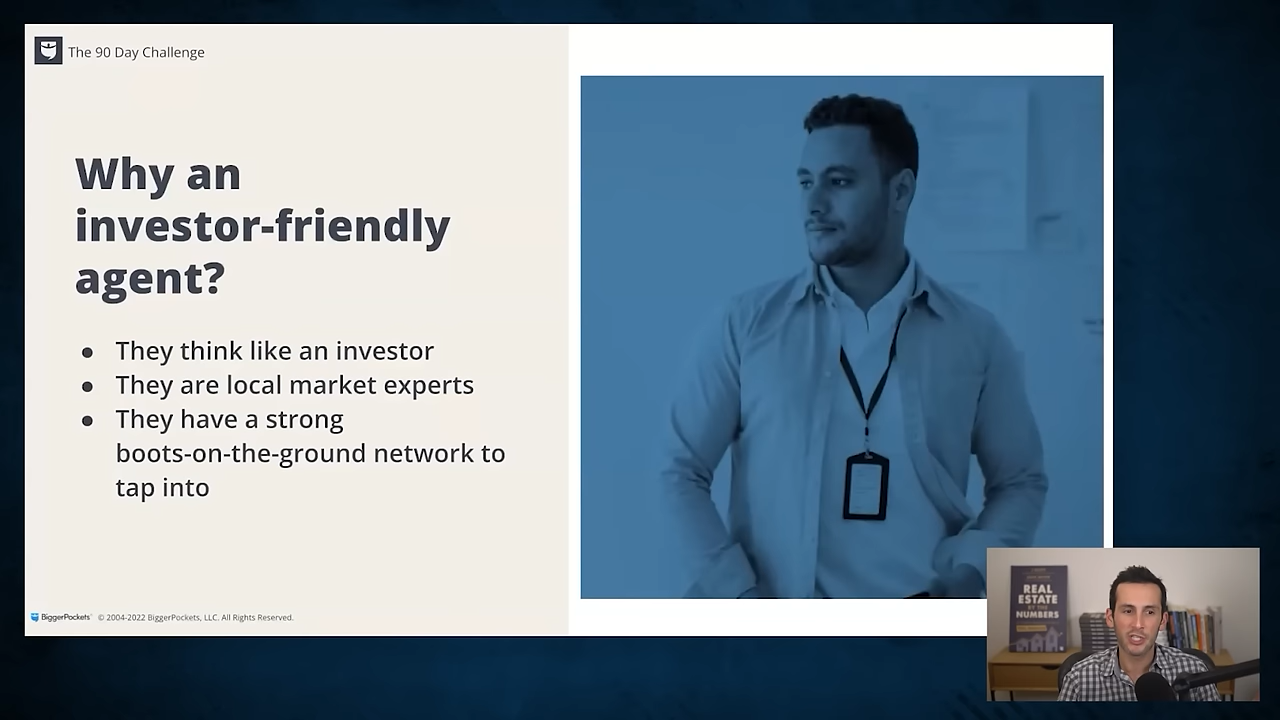 The 90 Day Challenge
Why an
investor-friendly
agent?
● They think like an investor
● They are local market experts
● They have a strong
boots-on-the-ground network to
tap into
BiggerPockets © 2004-2022 BiggerPockets, LLC. All Rights Reserved.
REAL
ESTATE
BY THE
NUMBERS